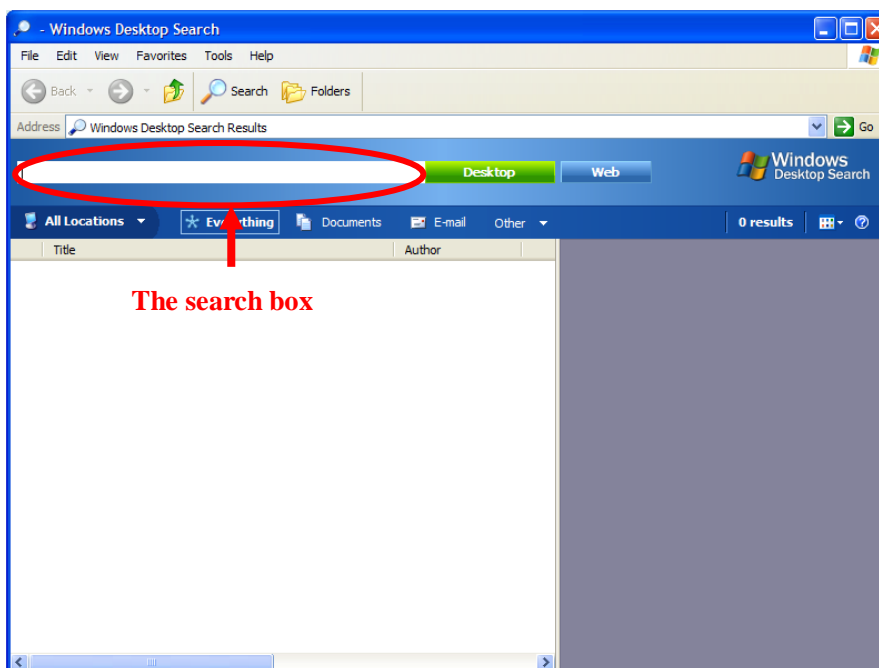 - Windows Desktop Search
File Edit View Favorites Tools Help
Back Search Folders
Address Windows Desktop Search Results Go
Desktop Web Windows Desktop Search
All Locations Everything Documents E-mail Other 0 results
Title Author
The search box